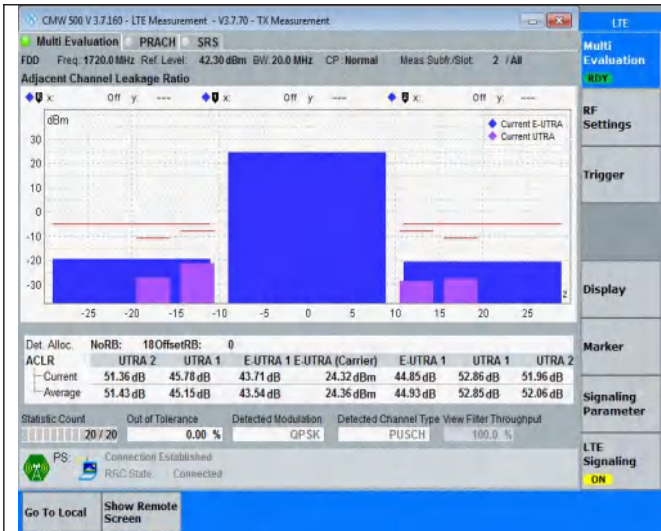 CMW 500 V 3.7.160 - LTE Measurement - V3.7.70 - TX Measurement
LTE
Multi Evaluation PRACH SRS
FDD Freq.:1720.0 MHz Ref. Level: 42.30 dBm BW: 20.0 MHz CP: Normal Meas Subfr./Slot: 2 / All
Adjacent Channel Leakage Ratio
x: Off y: --- x: Off y: --- x: Off y: ---
dBm
Current E-UTRA
Current UTRA
30
20
10
0
-10
-20
-30
-25 -20 -15 -10 -5 0 5 10 15 20 25
Det. Alloc. NoRB: 18 OffsetRB: 0
ACLR UTRA 2 UTRA 1 E-UTRA 1 E-UTRA (Carrier) E-UTRA 1 UTRA 1 UTRA 2
Current 51.36 dB 45.78 dB 43.71 dB 24.32 dBm 44.85 dB 52.86 dB 51.96 dB
Average 51.43 dB 45.15 dB 43.54 dB 24.36 dBm 44.93 dB 52.85 dB 52.06 dB
Statistic Count Out of Tolerance Detected Modulation Detected Channel Type View Filter Throughput
20 / 20 0.00 % QPSK PUSCH 100.0 %
PS: Connection Established
RRC State: Connected
Multi
Evaluation
RDY
RF
Settings
Trigger
Display
Marker
Signaling
Parameter
LTE
Signaling
ON
Go To Local
Show Remote
Screen